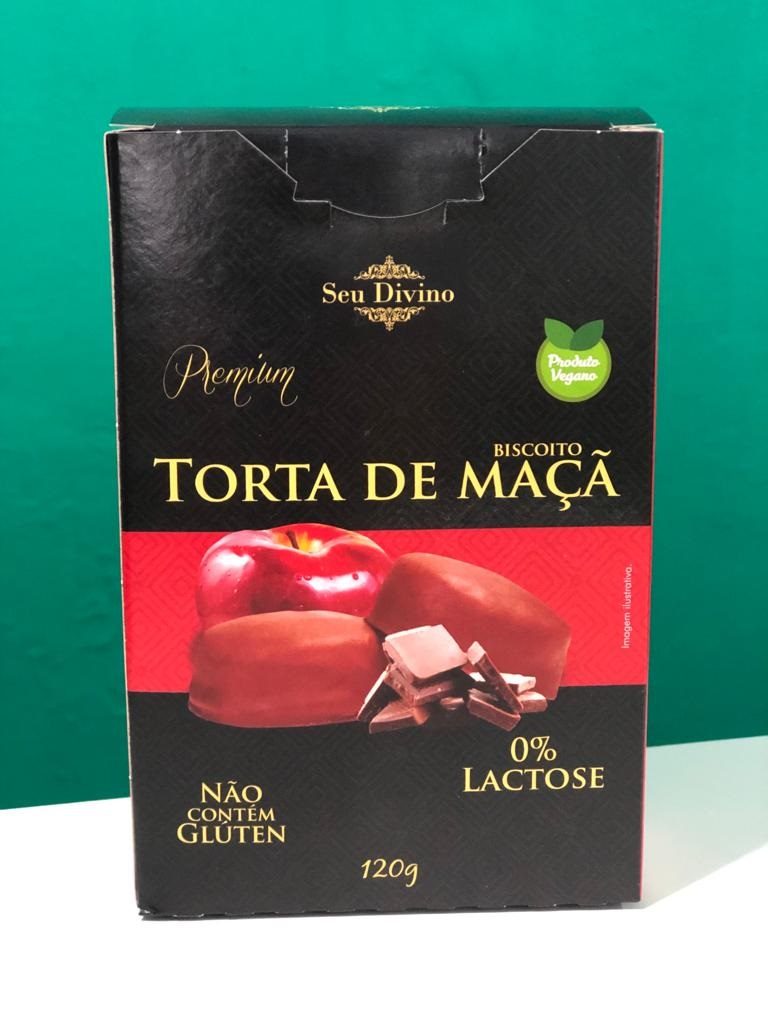 Seu Divino
Premium
Produto
Vegano
BISCOITO
TORTA DE MAÇÃ
Imagem ilustrativa.
0%
LACTOSE
NÃO
CONTÉM
GLÚTEN
120g